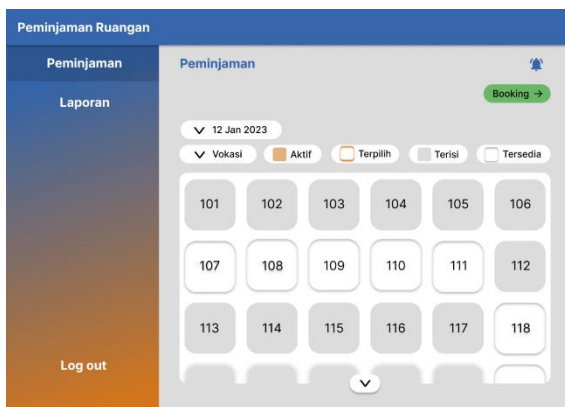 Peminjaman Ruangan
Peminjaman
Laporan
Log out
Peminjaman
Booking →
12 Jan 2023
Vokasi Aktif Terpilih Terisi Tersedia
101 102 103 104 105 106
107 108 109 110 111 112
113 114 115 116 117 118